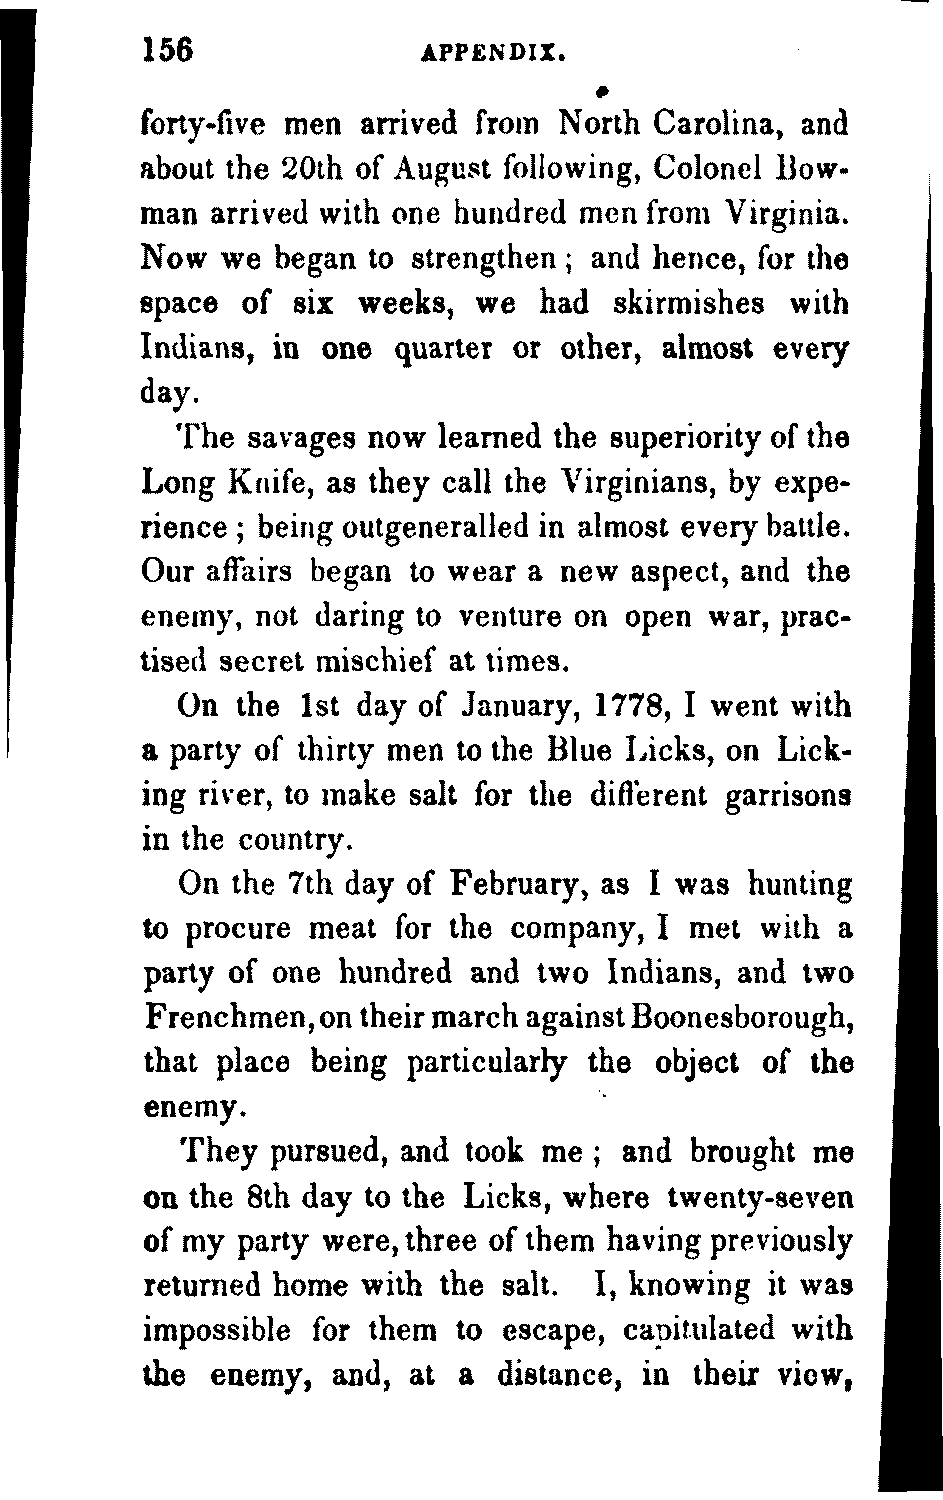 156 APPENDIX.
forty-five men arrived from North Carolina, and
about the 20th of August following, Colonel Bow-
man arrived with one hundred men from Virginia.
Now we began to strengthen ; and hence, for the
space of six weeks, we had skirmishes with
Indians, in one quarter or other, almost every
day.
The savages now learned the superiority of the
Long Knife, as they call the Virginians, by expe-
rience ; being outgeneralled in almost every battle.
Our affairs began to wear a new aspect, and the
enemy, not daring to venture on open war, prac-
tised secret mischief at times.
On the 1st day of January, 1778, I went with
a party of thirty men to the Blue Licks, on Lick-
ing river, to make salt for the different garrisons
in the country.
On the 7th day of February, as I was hunting
to procure meat for the company, I met with a
party of one hundred and two Indians, and two
Frenchmen, on their march against Boonesborough,
that place being particularly the object of the
enemy.
They pursued, and took me ; and brought me
on the 8th day to the Licks, where twenty-seven
of my party were, three of them having previously
returned home with the salt. I, knowing it was
impossible for them to escape, capitulated with
the enemy, and, at a distance, in their view,